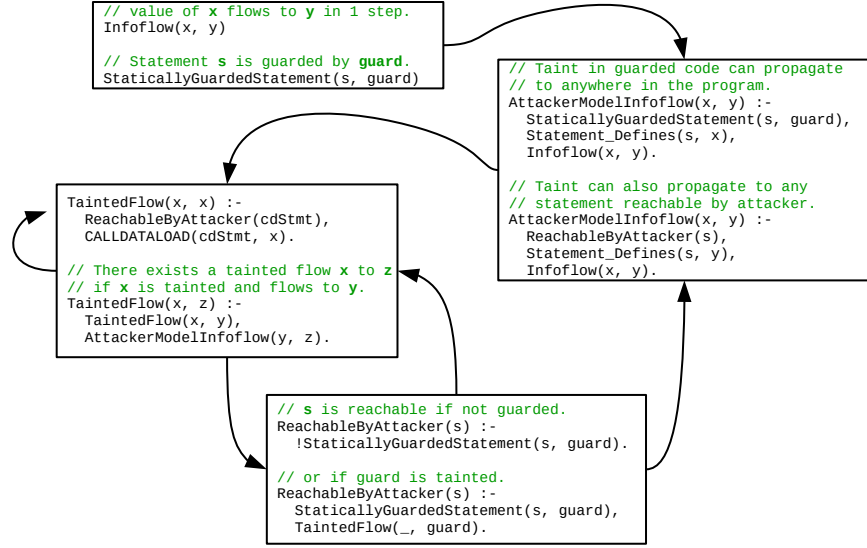 // value of x flows to y in 1 step.
Infoflow(x, y)
// Statement s is guarded by guard.
StaticallyGuardedStatement(s, guard)
// Taint in guarded code can propagate
// to anywhere in the program.
AttackerModelInfoflow(x, y) :-
StaticallyGuardedStatement(s, guard),
Statement_Defines(s, x),
Infoflow(x, y).
// Taint can also propagate to any
// statement reachable by attacker.
AttackerModelInfoflow(x, y) :-
ReachableByAttacker(s),
Statement_Defines(s, y),
Infoflow(x, y).
TaintedFlow(x, x) :-
ReachableByAttacker(cdStmt),
CALLDATALOAD(cdStmt, x).
// There exists a tainted flow x to z
// if x is tainted and flows to y.
TaintedFlow(x, z) :-
TaintedFlow(x, y),
AttackerModelInfoflow(y, z).
// s is reachable if not guarded.
ReachableByAttacker(s) :-
!StaticallyGuardedStatement(s, guard).
// or if guard is tainted.
ReachableByAttacker(s) :-
StaticallyGuardedStatement(s, guard),
TaintedFlow(_, guard).